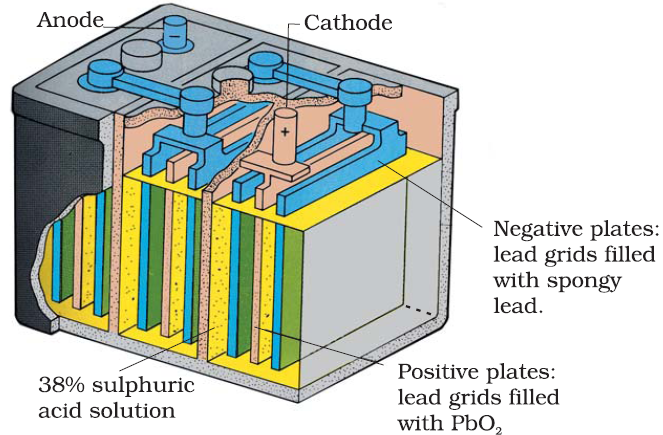 Anode
−
Cathode
+
Negative plates:
lead grids filled
with spongy
lead.
38% sulphuric
acid solution
Positive plates:
lead grids filled
with PbO₂